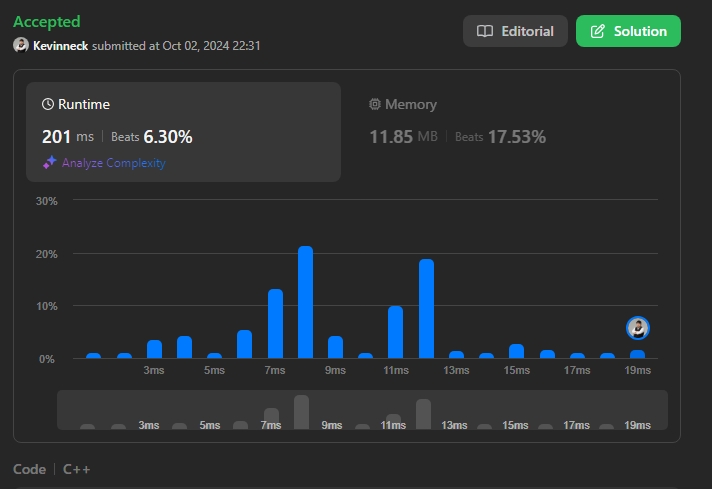 Accepted
Kevinneck submitted at Oct 02, 2024 22:31
Editorial
Solution
Runtime
201 ms | Beats 6.30%
Analyze Complexity
Memory
11.85 MB | Beats 17.53%
30%
20%
10%
0%
3ms 5ms 7ms 9ms 11ms 13ms 15ms 17ms 19ms
3ms 5ms 7ms 9ms 11ms 13ms 15ms 17ms 19ms
Code | C++